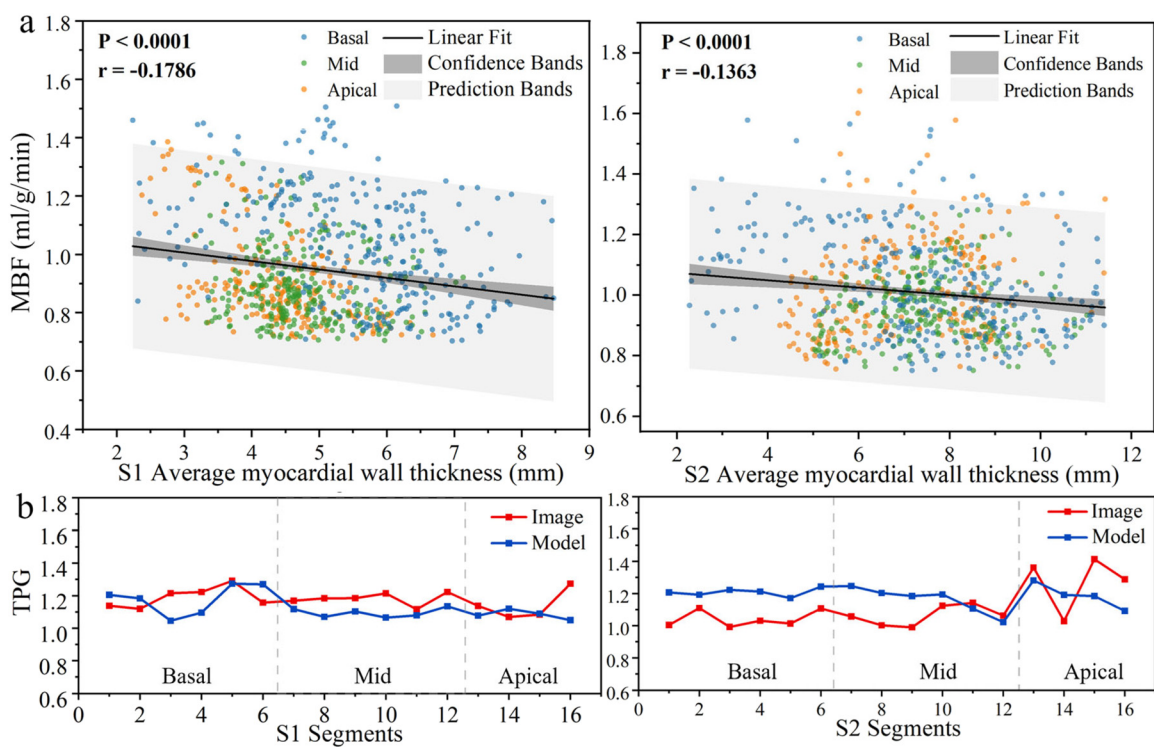 a
1.8
1.6
1.4
1.2
1.0
0.8
0.6
0.4
MBF (ml/g/min)
P < 0.0001
r = -0.1786
Basal
Mid
Apical
Linear Fit
Confidence Bands
Prediction Bands
2 3 4 5 6 7 8 9
S1 Average myocardial wall thickness (mm)
1.8
1.6
1.4
1.2
1.0
0.8
0.6
P < 0.0001
r = -0.1363
Basal
Mid
Apical
Linear Fit
Confidence Bands
Prediction Bands
2 4 6 8 10 12
S2 Average myocardial wall thickness (mm)
b
1.8
1.6
1.4
1.2
1.0
0.8
0.6
TPG
Image
Model
Basal Mid Apical
0 2 4 6 8 10 12 14 16
S1 Segments
1.8
1.6
1.4
1.2
1.0
0.8
0.6
Image
Model
Basal Mid Apical
0 2 4 6 8 10 12 14 16
S2 Segments